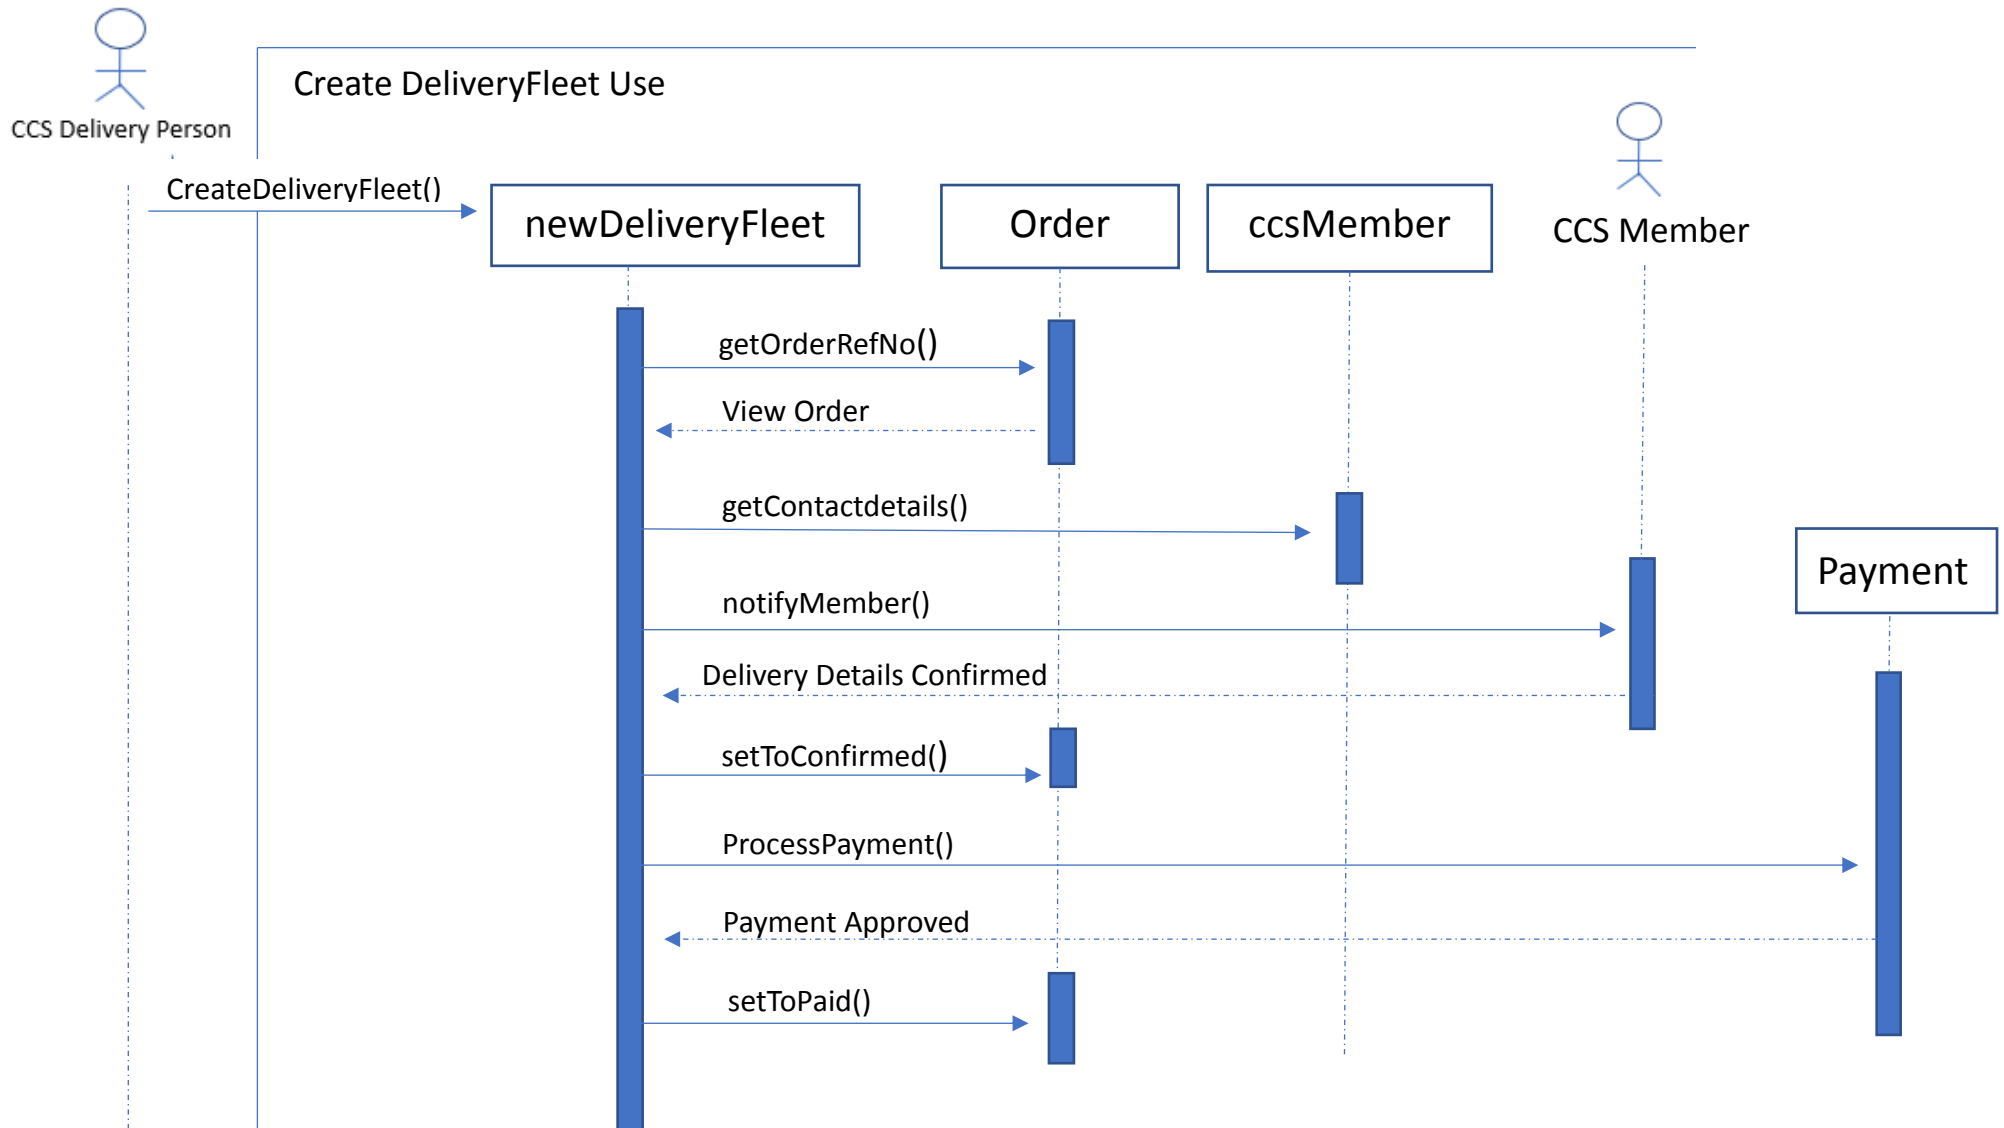 Create DeliveryFleet Use
CCS Delivery Person
CreateDeliveryFleet()
newDeliveryFleet
Order
ccsMember
CCS Member
getOrderRefNo()
View Order
getContactdetails()
Payment
notifyMember()
Delivery Details Confirmed
setToConfirmed()
ProcessPayment()
Payment Approved
setToPaid()